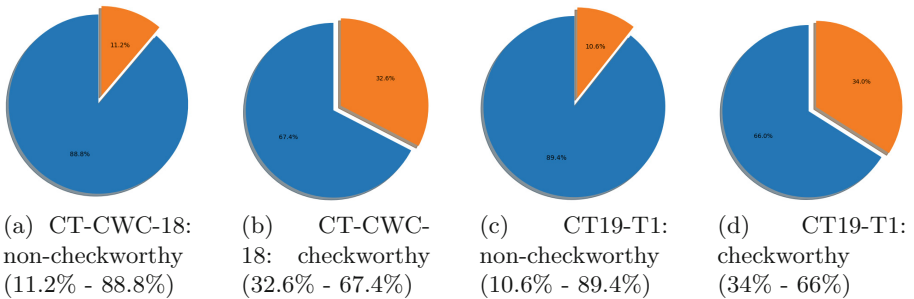 11.2%
88.8%
32.6%
67.4%
10.6%
89.4%
34.0%
66.0%
(a) CT-CWC-18:
non-checkworthy
(11.2% - 88.8%)
(b) CT-CWC-
18: checkworthy
(32.6% - 67.4%)
(c) CT19-T1:
non-checkworthy
(10.6% - 89.4%)
(d) CT19-T1:
checkworthy
(34% - 66%)